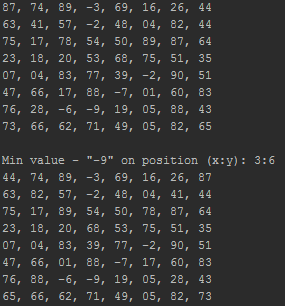 87, 74, 89, -3, 69, 16, 26, 44
63, 41, 57, -2, 48, 04, 82, 44
75, 17, 78, 54, 50, 89, 87, 64
23, 18, 20, 53, 68, 75, 51, 35
07, 04, 83, 77, 39, -2, 90, 51
47, 66, 17, 88, -7, 01, 60, 83
76, 28, -6, -9, 19, 05, 88, 43
73, 66, 62, 71, 49, 05, 82, 65
Min value - "-9" on position (x:y): 3:6
44, 74, 89, -3, 69, 16, 26, 87
63, 82, 57, -2, 48, 04, 41, 44
75, 17, 89, 54, 50, 78, 87, 64
23, 18, 20, 53, 68, 75, 51, 35
07, 04, 83, 39, 77, -2, 90, 51
47, 66, 01, 88, -7, 17, 60, 83
76, 88, -6, -9, 19, 05, 28, 43
65, 66, 62, 71, 49, 05, 82, 73